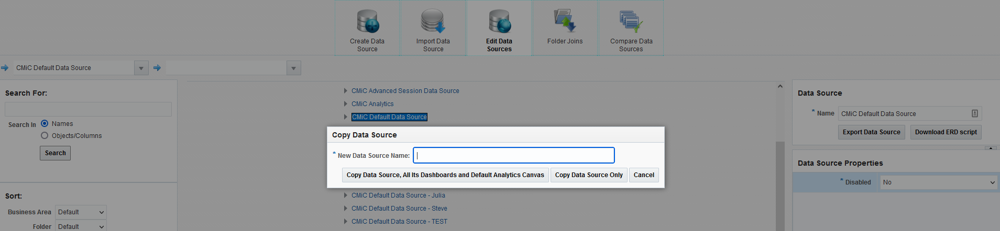 Create Data
Source
Import Data
Source
Edit Data
Sources
Folder Joins
Compare Data
Sources
CMiC Default Data Source
Search For:
Search In
Names
Objects/Columns
Search
Sort:
Business Area
Default
Folder
Default
CMiC Advanced Session Data Source
CMiC Analytics
CMiC Default Data Source
Copy Data Source
* New Data Source Name:
Copy Data Source, All Its Dashboards and Default Analytics Canvas
Copy Data Source Only
Cancel
CMiC Default Data Source - Julia
CMiC Default Data Source - Steve
CMiC Default Data Source - TEST
Data Source
* Name
CMiC Default Data Source
Export Data Source
Download ERD script
Data Source Properties
* Disabled
No